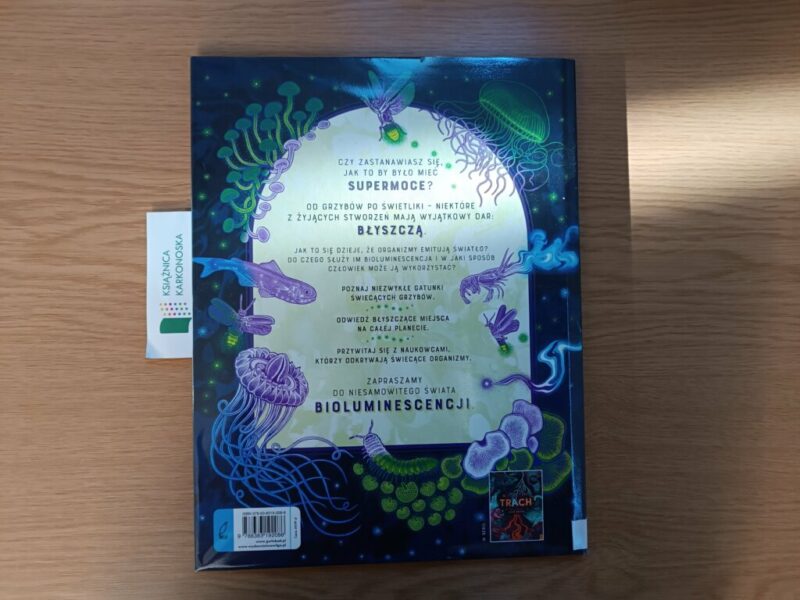 CZY ZASTANAWIASZ SIĘ,
JAK TO BY BYŁO MIEĆ
SUPERMOCE?
OD GRZYBÓW PO ŚWIETLIKI – NIEKTÓRE
Z ŻYJĄCYCH STWORZEŃ MAJĄ WYJĄTKOWY DAR:
BŁYSZCZĄ.
JAK TO SIĘ DZIEJE, ŻE ORGANIZMY EMITUJĄ ŚWIATŁO?
DO CZEGO SŁUŻY IM BIOLUMINESCENCJA I W JAKI SPOSÓB
CZŁOWIEK MOŻE JĄ WYKORZYSTAĆ?
POZNAJ NIEZWYKŁE GATUNKI
ŚWIECĄCYCH GRZYBÓW.
ODWIEDŹ BŁYSZCZĄCE MIEJSCA
NA CAŁEJ PLANECIE.
PRZYWITAJ SIĘ Z NAUKOWCAMI,
KTÓRZY ODKRYWAJĄ ŚWIECĄCE ORGANIZMY.
ZAPRASZAMY
DO NIESAMOWITEGO ŚWIATA
BIOLUMINESCENCJI.
KSIĄŻNICA
KARKONOSKA
TRACH